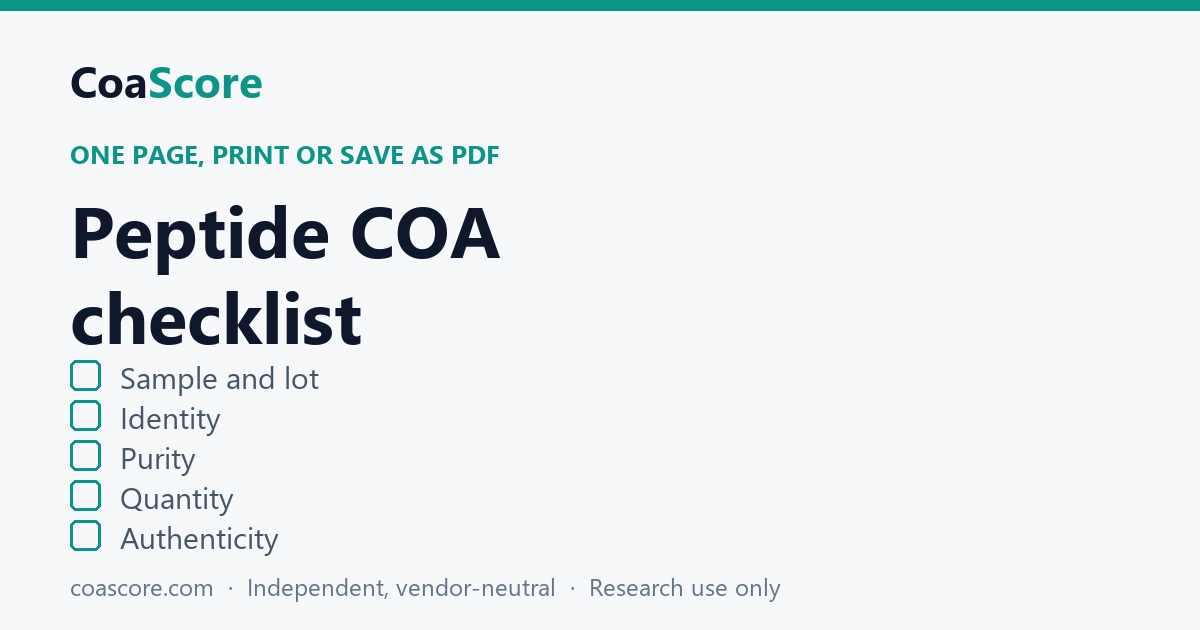 CoaScore
ONE PAGE, PRINT OR SAVE AS PDF
Peptide COA
checklist
Sample and lot
Identity
Purity
Quantity
Authenticity
coascore.com · Independent, vendor-neutral · Research use only